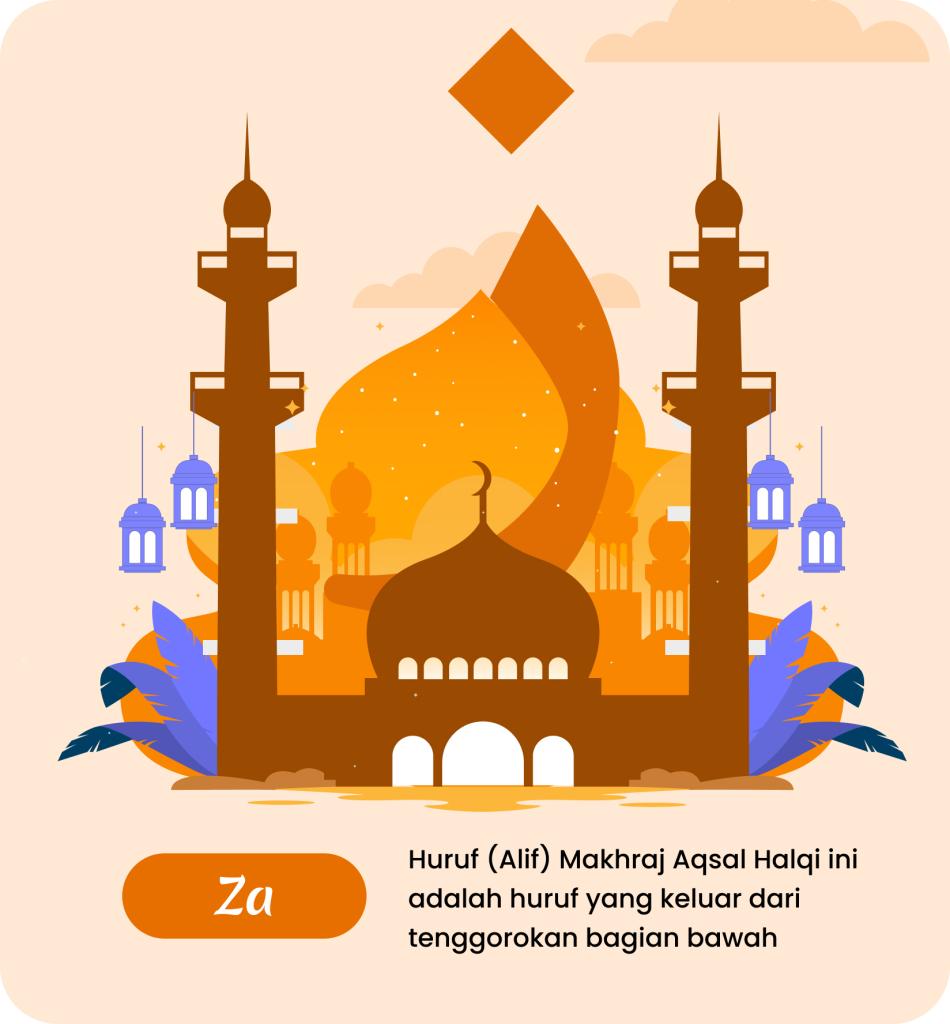 ز
Za
Huruf (Alif) Makhraj Aqsal Halqi ini
adalah huruf yang keluar dari
tenggorokan bagian bawah